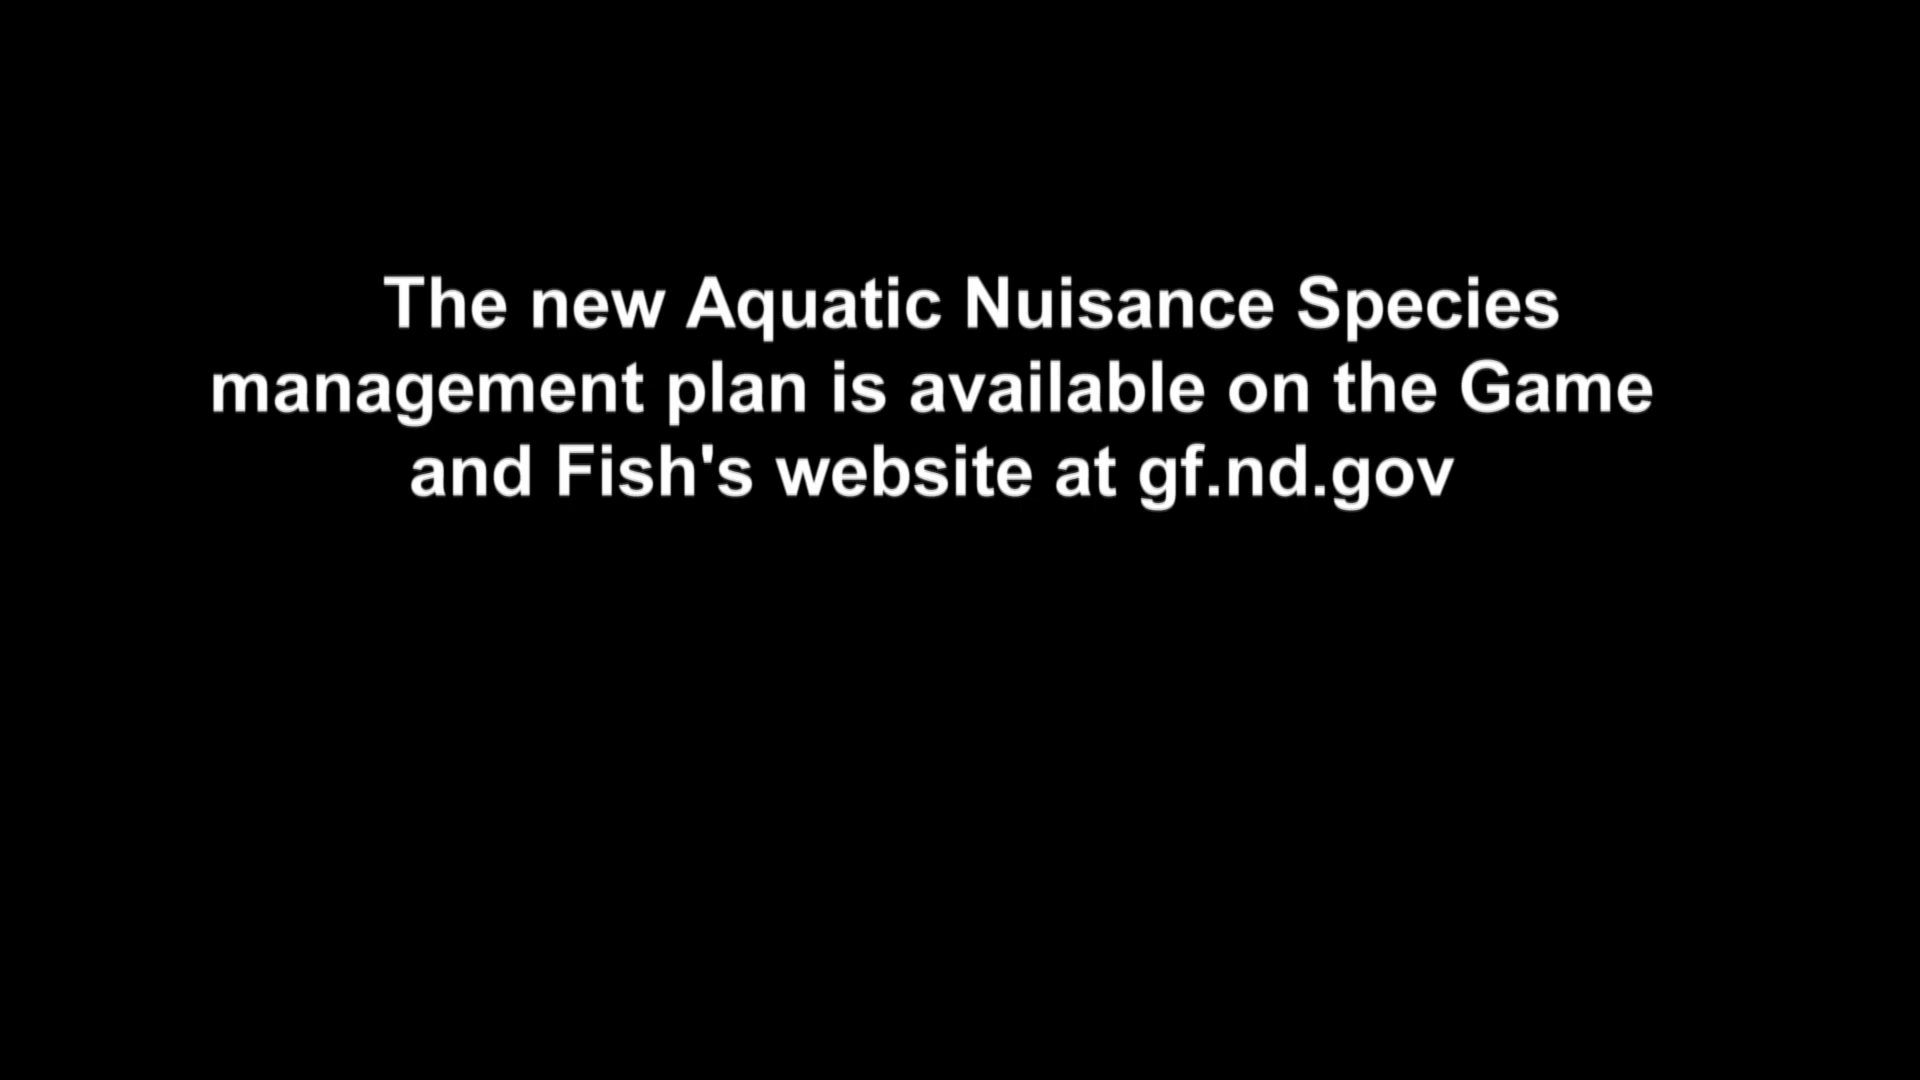 The new Aquatic Nuisance Species
management plan is available on the Game
and Fish's website at gf.nd.gov